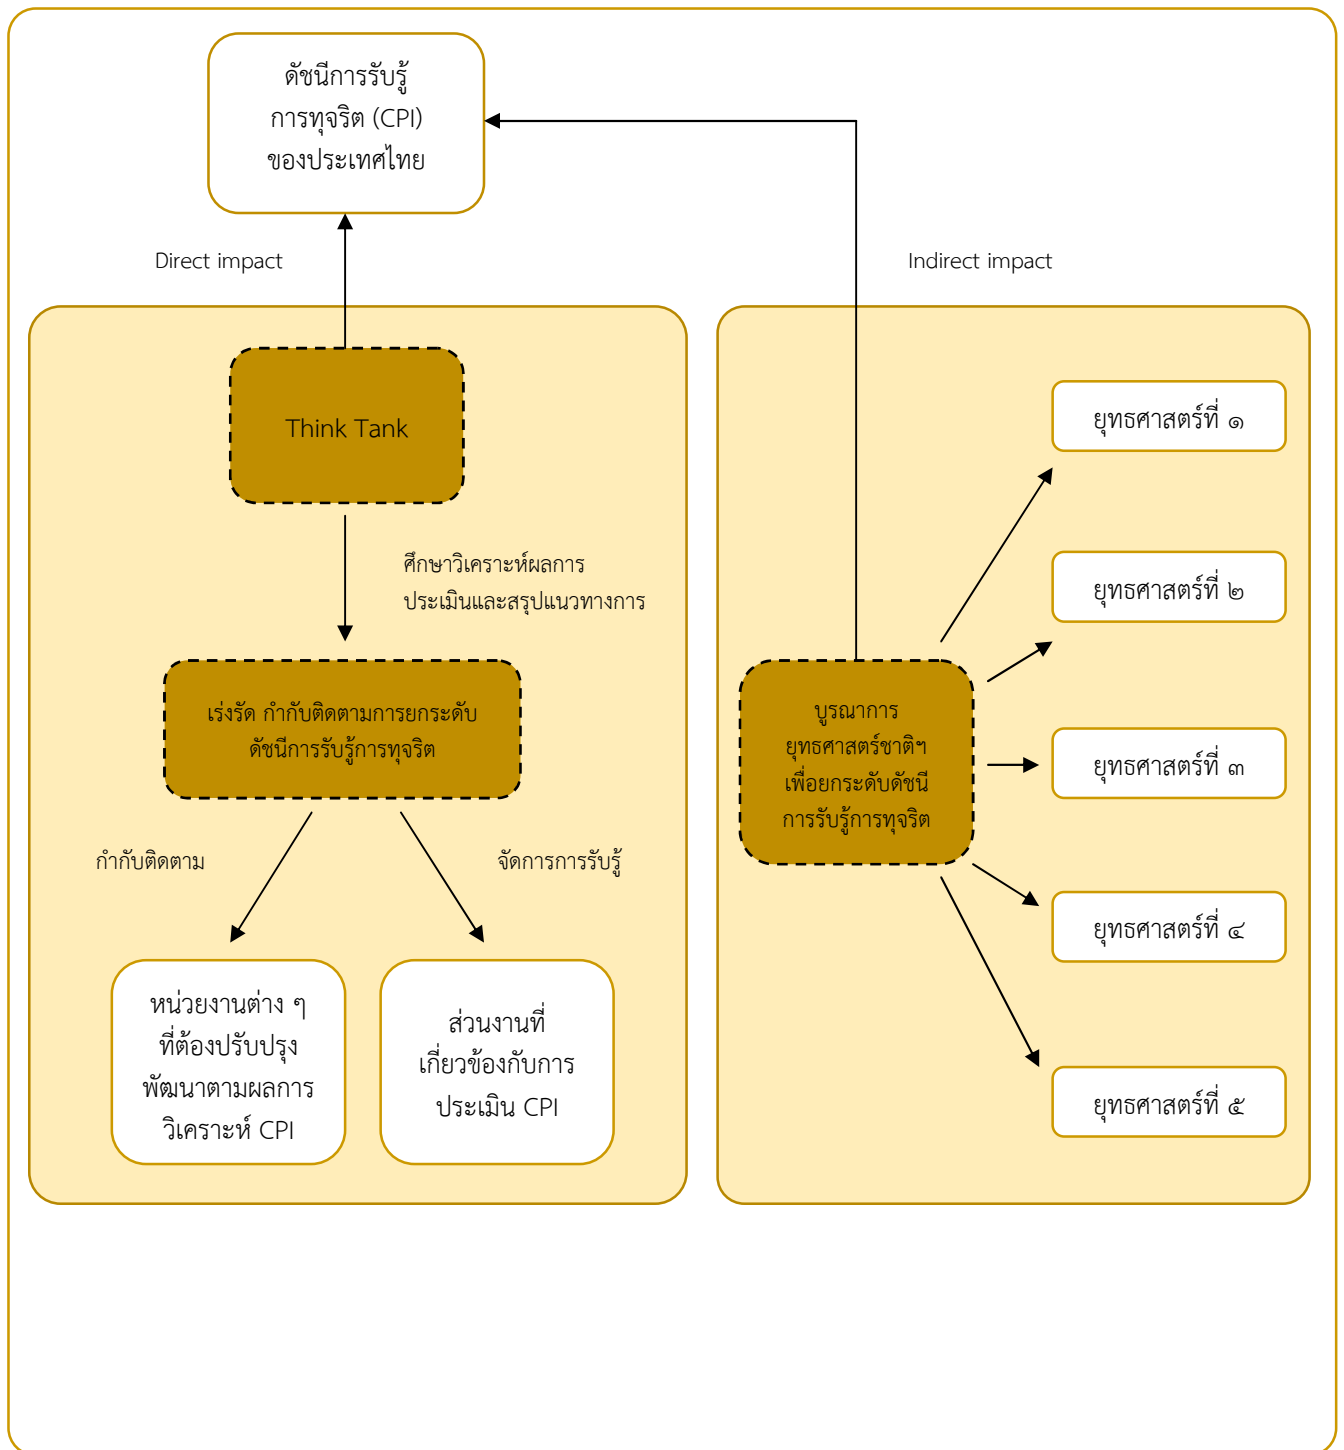 ดัชนีการรับรู้
การทุจริต (CPI)
ของประเทศไทย
Direct impact
Indirect impact
Think Tank
ศึกษาวิเคราะห์ผลการ
ประเมินและสรุปแนวทางการ
เร่งรัด กำกับติดตามการยกระดับ
ดัชนีการรับรู้การทุจริต
กำกับติดตาม
จัดการการรับรู้
หน่วยงานต่าง ๆ
ที่ต้องปรับปรุง
พัฒนาตามผลการ
วิเคราะห์ CPI
ส่วนงานที่
เกี่ยวข้องกับการ
ประเมิน CPI
บูรณาการ
ยุทธศาสตร์ชาติฯ
เพื่อยกระดับดัชนี
การรับรู้การทุจริต
ยุทธศาสตร์ที่ ๑
ยุทธศาสตร์ที่ ๒
ยุทธศาสตร์ที่ ๓
ยุทธศาสตร์ที่ ๔
ยุทธศาสตร์ที่ ๕